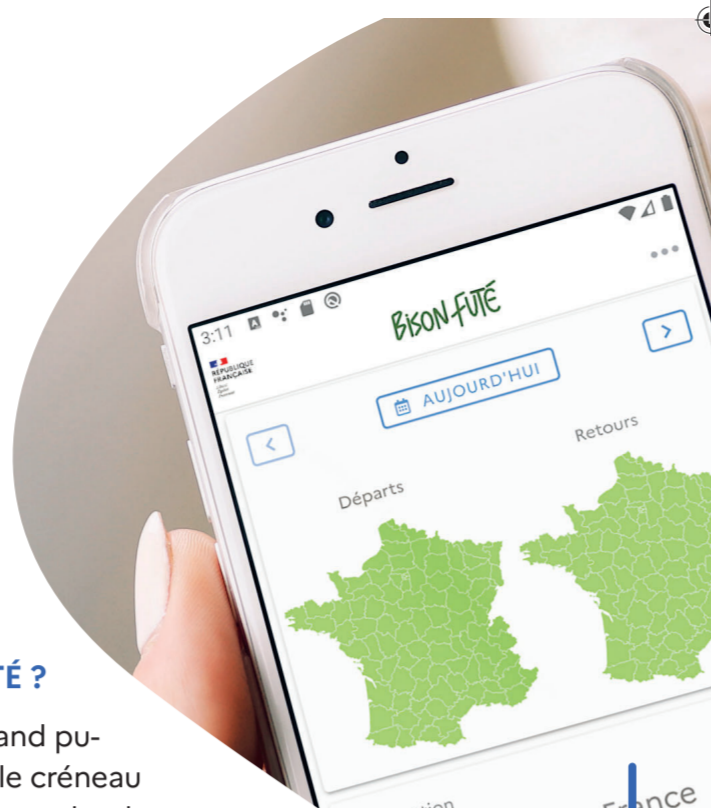 3:11
RÉPUBLIQUE
FRANÇAISE
BISON FUTÉ
AUJOURD'HUI
Départs
Retours
TÉ ?
and pu-
le créneau